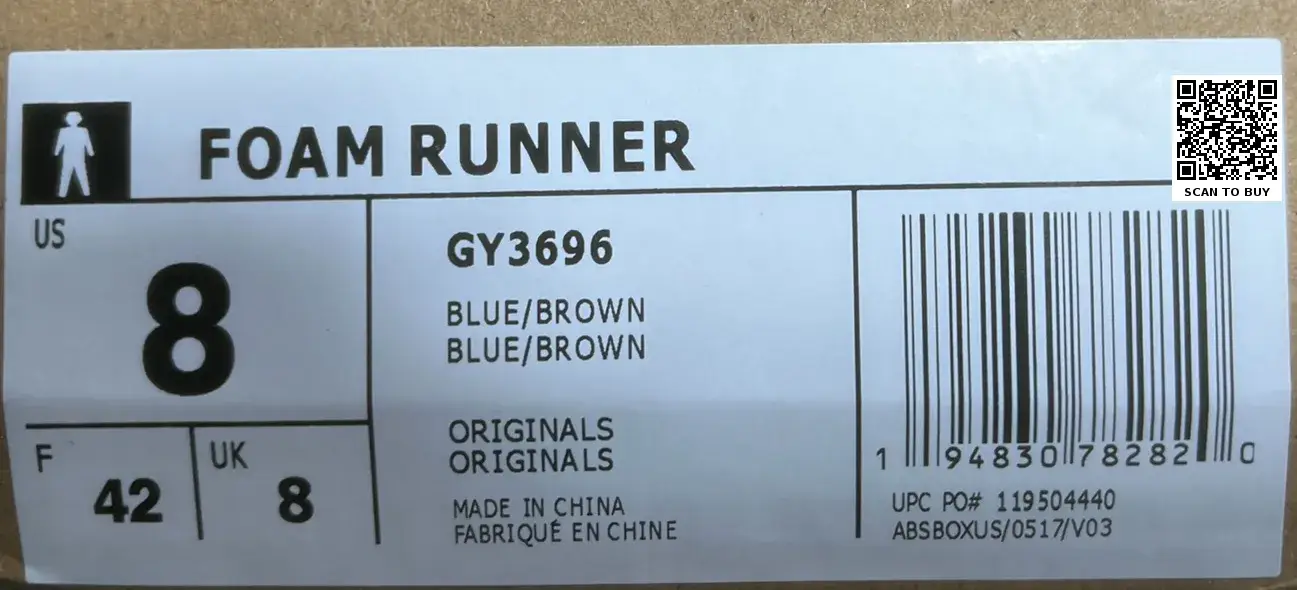 FOAM RUNNER
SCAN TO BUY
US
8
F
42
UK
8
GY3696
BLUE/BROWN
BLUE/BROWN
ORIGINALS
ORIGINALS
MADE IN CHINA
FABRIQUÉ EN CHINE
1 94830 78282 0
UPC PO# 119504440
ABSBOXUS/0517/V03